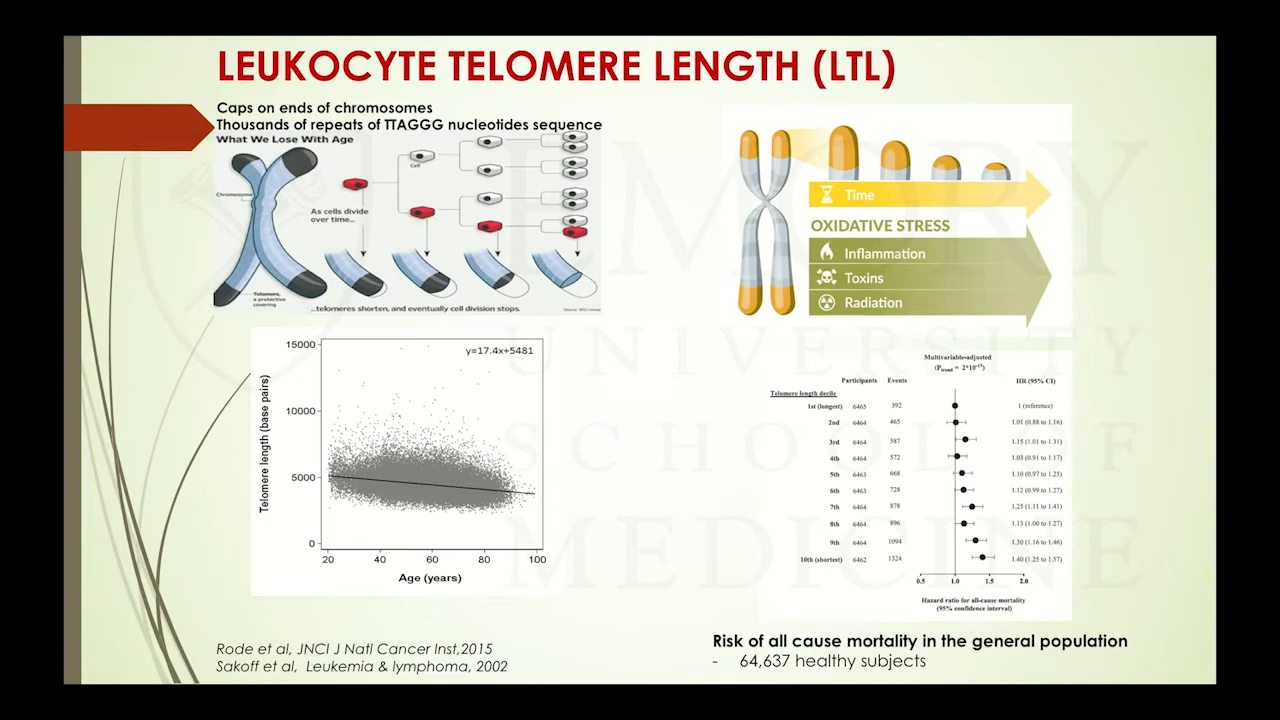 LEUKOCYTE TELOMERE LENGTH (LTL)
Caps on ends of chromosomes
Thousands of repeats of TTAGGG nucleotides sequence
What We Lose With Age
Chromosome
Cell
As cells divide
over time...
Telomere,
a protective
covering
...telomeres shorten, and eventually cell division stops.
Time
OXIDATIVE STRESS
Inflammation
Toxins
Radiation
y=17.4x+5481
Telomere length (base pairs)
15000
10000
5000
0
20 40 60 80 100
Age (years)
Multivariable-adjusted
(Ptrend = 2*10-15)
Participants Events HR (95% CI)
Telomere length decile
1st (longest) 6465 392 1 (reference)
2nd 6464 465 1.01 (0.88 to 1.16)
3rd 6464 587 1.15 (1.01 to 1.31)
4th 6464 572 1.03 (0.91 to 1.17)
5th 6463 668 1.10 (0.97 to 1.25)
6th 6463 728 1.12 (0.99 to 1.27)
7th 6464 878 1.25 (1.11 to 1.41)
8th 6464 896 1.13 (1.00 to 1.27)
9th 6464 1094 1.30 (1.16 to 1.46)
10th (shortest) 6462 1324 1.40 (1.25 to 1.57)
0.5 1.0 1.5 2.0
Hazard ratio for all-cause mortality
(95% confidence interval)
Rode et al, JNCI J Natl Cancer Inst,2015
Sakoff et al, Leukemia & lymphoma, 2002
Risk of all cause mortality in the general population
- 64,637 healthy subjects
EMORY
UNIVERSITY
SCHOOL OF
MEDICINE